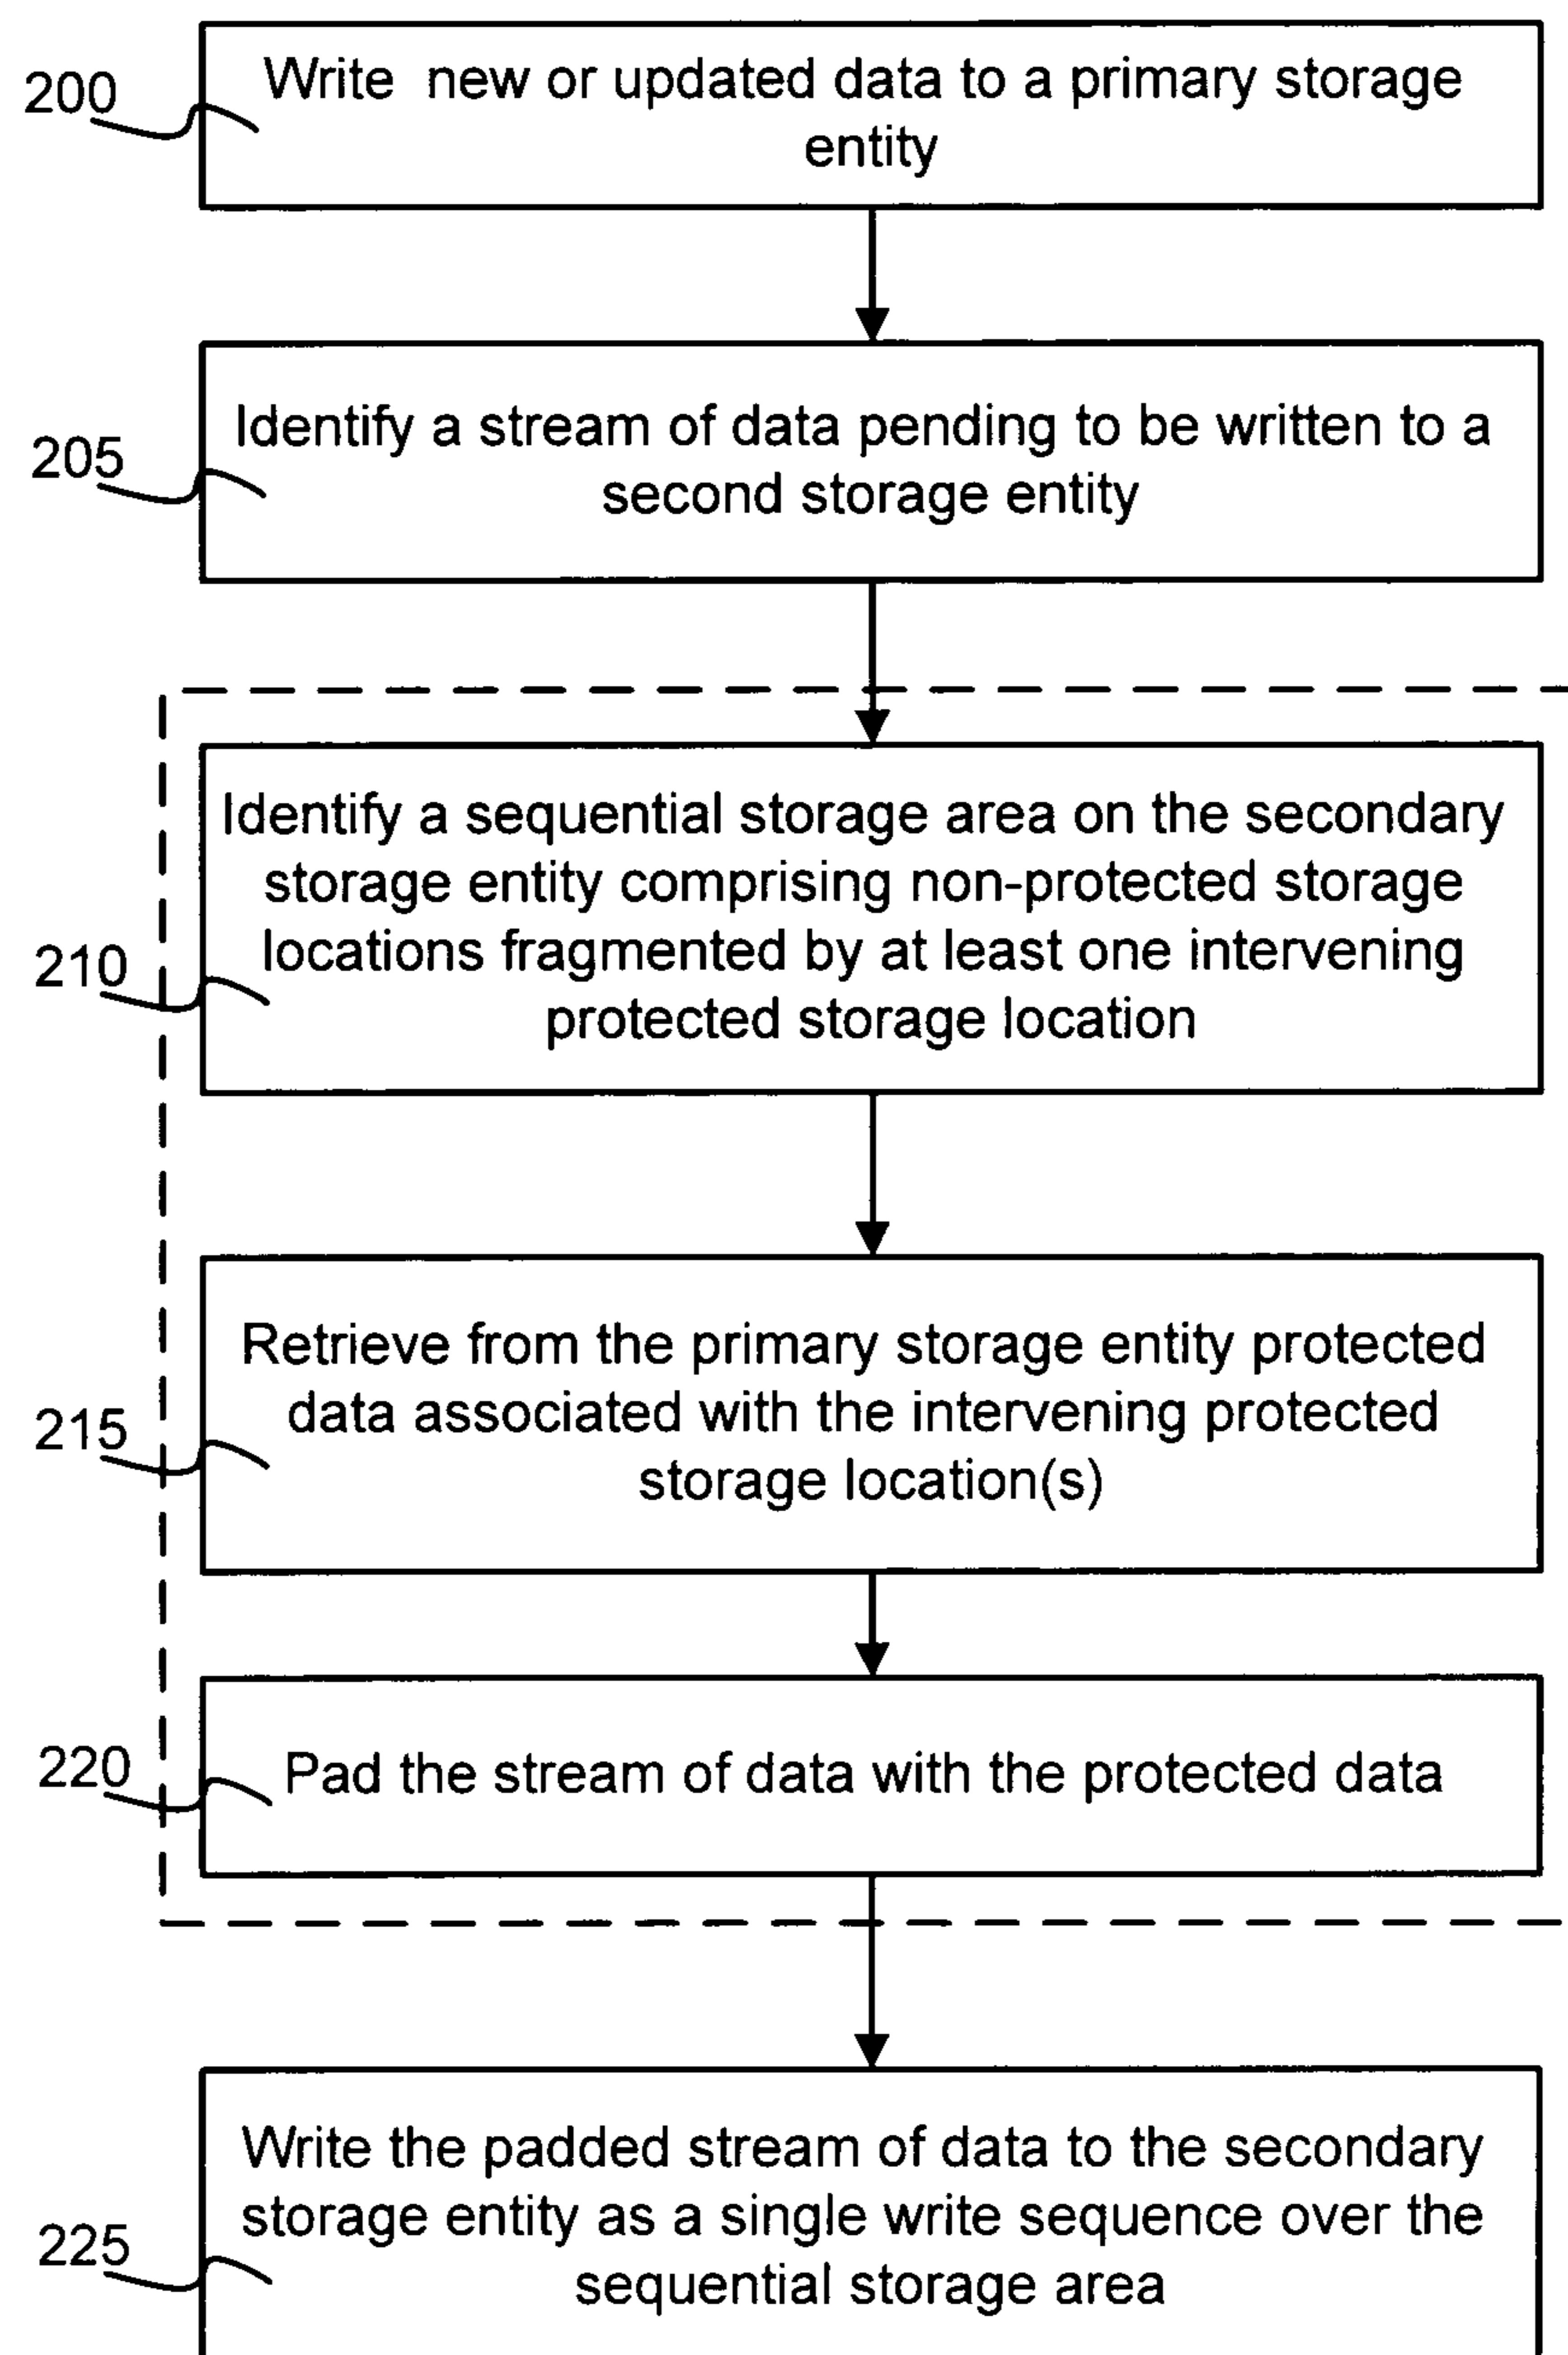 200
Write new or updated data to a primary storage
entity
205
Identify a stream of data pending to be written to a
second storage entity
210
Identify a sequential storage area on the secondary
storage entity comprising non-protected storage
locations fragmented by at least one intervening
protected storage location
215
Retrieve from the primary storage entity protected
data associated with the intervening protected
storage location(s)
220
Pad the stream of data with the protected data
225
Write the padded stream of data to the secondary
storage entity as a single write sequence over the
sequential storage area